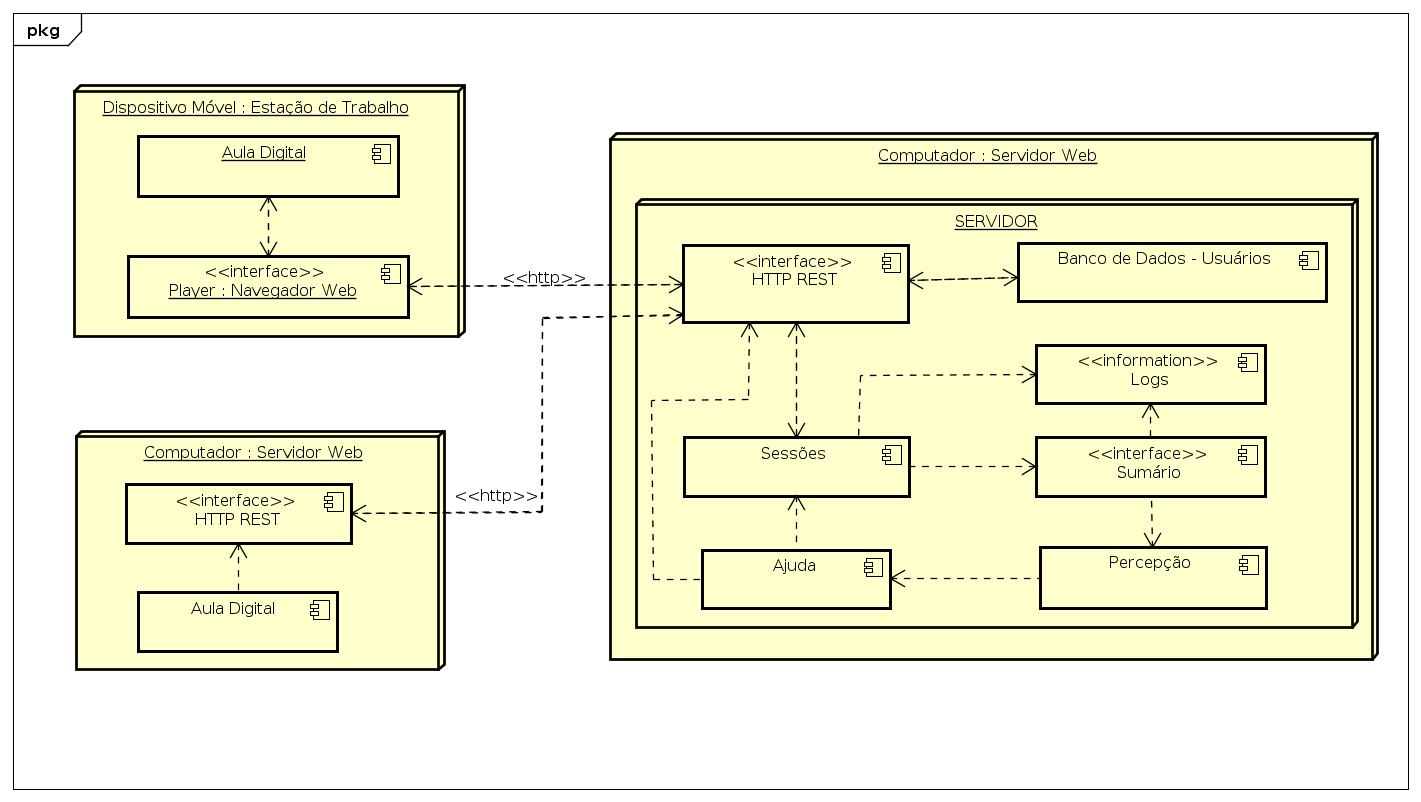 pkg
Dispositivo Móvel : Estação de Trabalho
Aula Digital
<<interface>>
Player : Navegador Web
<<http>>
Computador : Servidor Web
SERVIDOR
<<interface>>
HTTP REST
Banco de Dados - Usuários
<<information>>
Logs
Sessões
<<interface>>
Sumário
Ajuda
Percepção
Computador : Servidor Web
<<interface>>
HTTP REST
<<http>>
Aula Digital